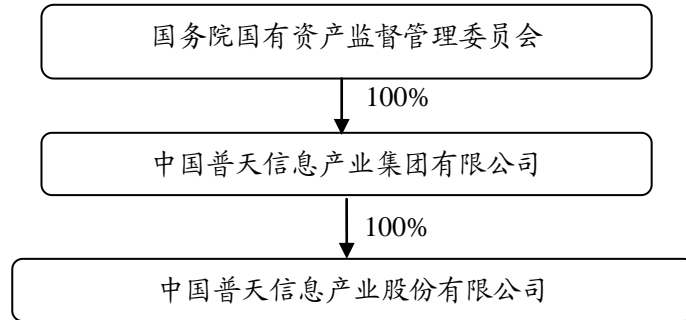 国务院国有资产监督管理委员会
100%
中国普天信息产业集团有限公司
100%
中国普天信息产业股份有限公司